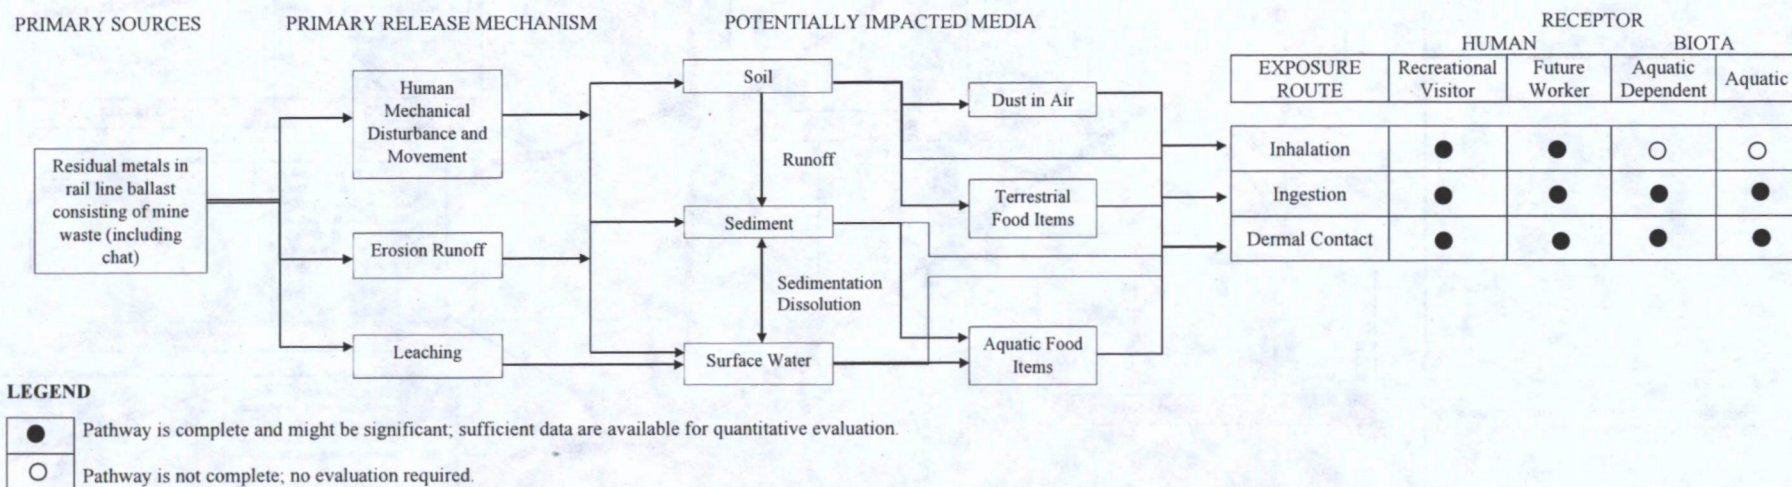 PRIMARY SOURCES
PRIMARY RELEASE MECHANISM
POTENTIALLY IMPACTED MEDIA
RECEPTOR
HUMAN
BIOTA
EXPOSURE
ROUTE
Recreational
Visitor
Future
Worker
Aquatic
Dependent
Aquatic
Residual metals in
rail line ballast
consisting of mine
waste (including
chat)
Human
Mechanical
Disturbance and
Movement
Erosion Runoff
Leaching
Soil
Runoff
Sediment
Sedimentation
Dissolution
Surface Water
Dust in Air
Terrestrial
Food Items
Aquatic Food
Items
Inhalation
Ingestion
Dermal Contact
LEGEND
Pathway is complete and might be significant; sufficient data are available for quantitative evaluation.
Pathway is not complete; no evaluation required.